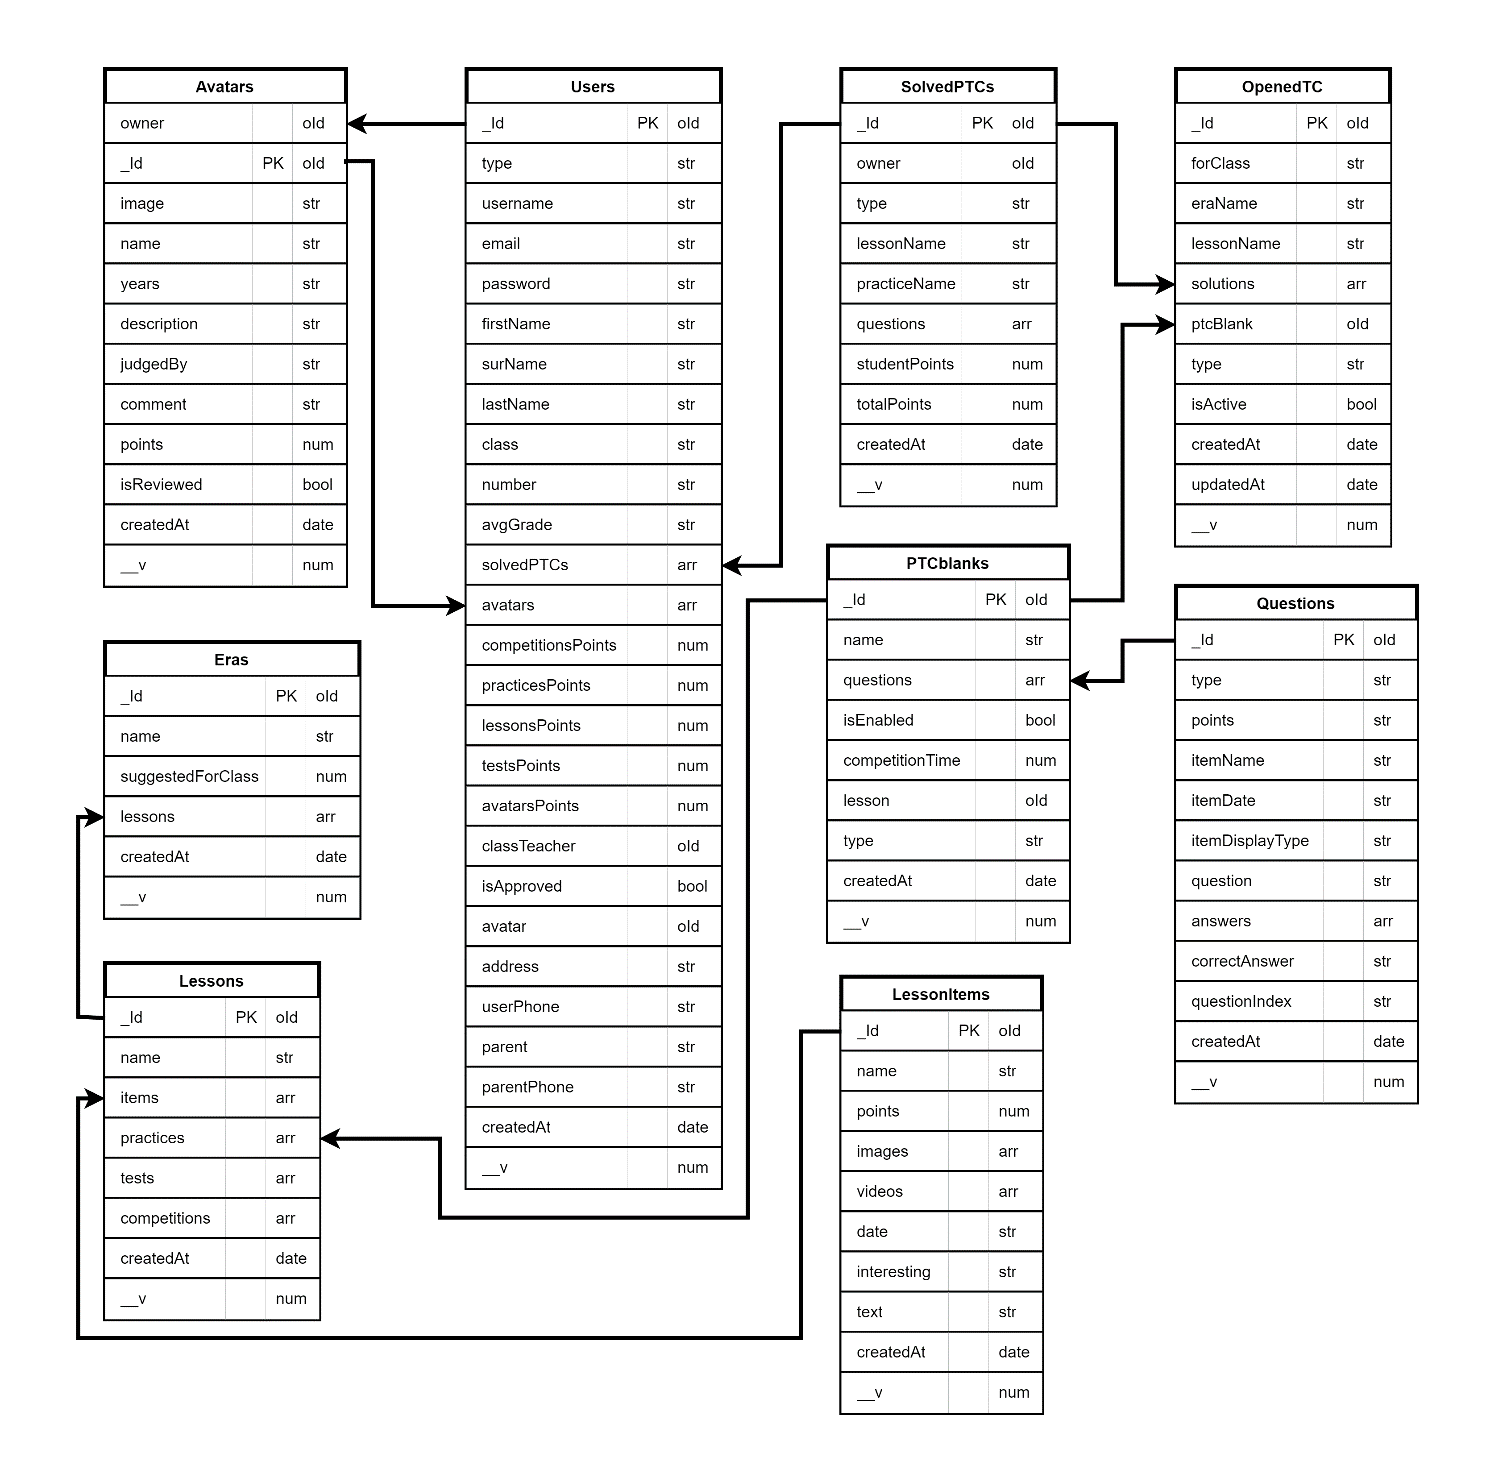 Avatars
owner oId
_Id PK oId
image str
name str
years str
description str
judgedBy str
comment str
points num
isReviewed bool
createdAt date
__v num
Users
_Id PK oId
type str
username str
email str
password str
firstName str
surName str
lastName str
class str
number str
avgGrade str
solvedPTCs arr
avatars arr
competitionsPoints num
practicesPoints num
lessonsPoints num
testsPoints num
avatarsPoints num
classTeacher oId
isApproved bool
avatar oId
address str
userPhone str
parent str
parentPhone str
createdAt date
__v num
SolvedPTCs
_Id PK oId
owner oId
type str
lessonName str
practiceName str
questions arr
studentPoints num
totalPoints num
createdAt date
__v num
OpenedTC
_Id PK oId
forClass str
eraName str
lessonName str
solutions arr
ptcBlank oId
type str
isActive bool
createdAt date
updatedAt date
__v num
PTCblanks
_Id PK oId
name str
questions arr
isEnabled bool
competitionTime num
lesson oId
type str
createdAt date
__v num
Questions
_Id PK oId
type str
points str
itemName str
itemDate str
itemDisplayType str
question str
answers arr
correctAnswer str
questionIndex str
createdAt date
__v num
Eras
_Id PK oId
name str
suggestedForClass num
lessons arr
createdAt date
__v num
Lessons
_Id PK oId
name str
items arr
practices arr
tests arr
competitions arr
createdAt date
__v num
LessonItems
_Id PK oId
name str
points num
images arr
videos arr
date str
interesting str
text str
createdAt date
__v num